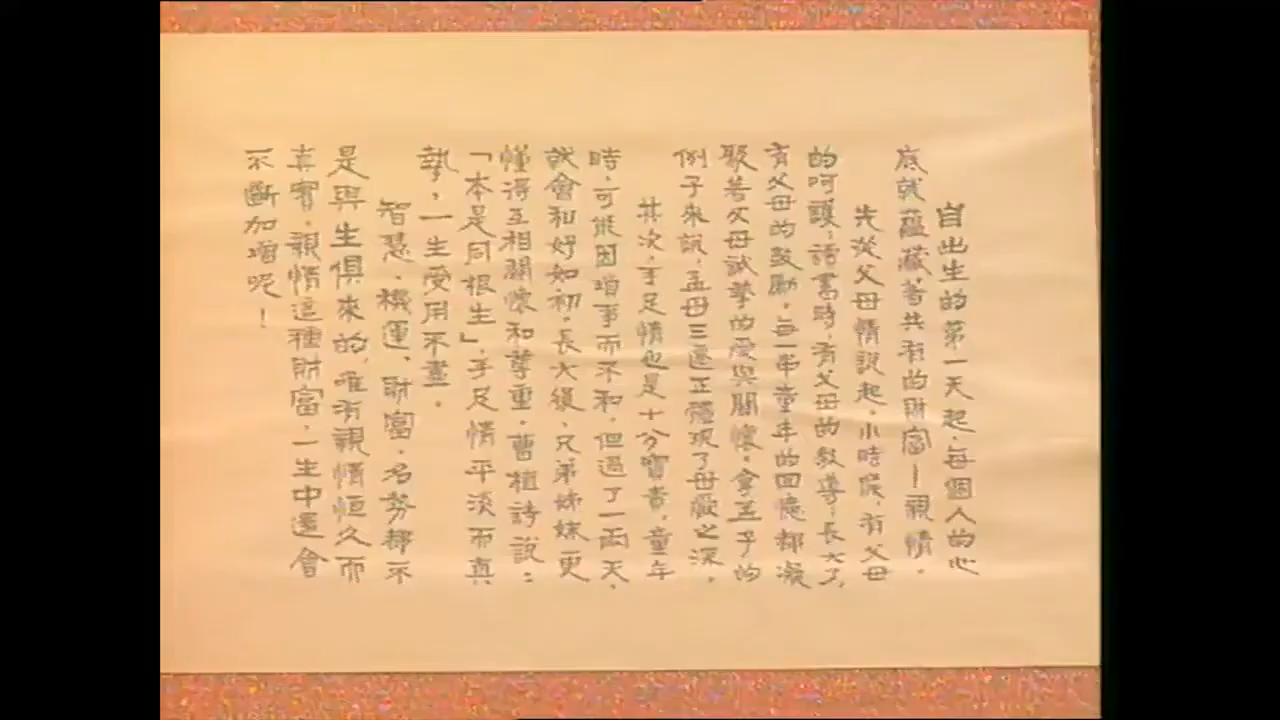 自出生的第一天起，每個人的心
底就蘊藏著共有的財富—親情。
先從父母情說起，小時候，有父母
的呵護；讀書時，有父母的教導；長大了，
有父母的鼓勵，每一串童年的回憶都凝
聚著父母誠摯的愛與關懷。拿孟子的
例子來說，孟母三遷正體現了母愛之深。
其次，手足情也是十分寶貴，童年
時，可能因瑣事而不和，但過了一兩天，
就會和好如初，長大後，兄弟姊妹更
懂得互相關懷和尊重，曹植詩說：
「本是同根生」，手足情平淡而真
摯，一生受用不盡。
智慧、機運、財富、名勞都不
是與生俱來的，唯有親情恒久而
真實，親情這種財富，一生中還會
不斷加增呢！